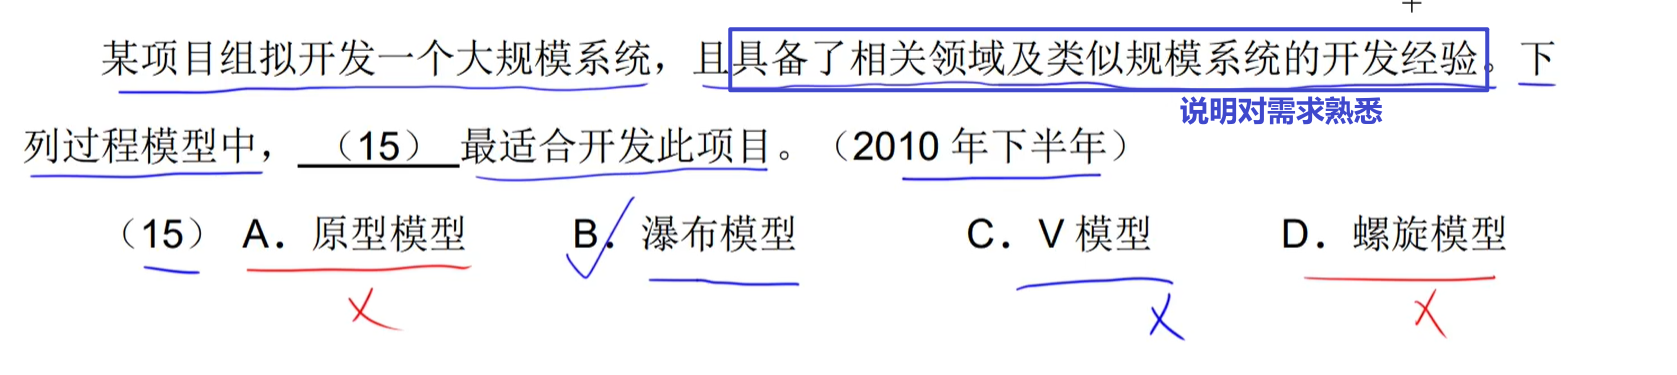 某项目组拟开发一个大规模系统，且具备了相关领域及类似规模系统的开发经验。下
说明对需求熟悉
列过程模型中，（15）最适合开发此项目。（2010 年下半年）
（15） A．原型模型 B．瀑布模型 C．V 模型 D．螺旋模型